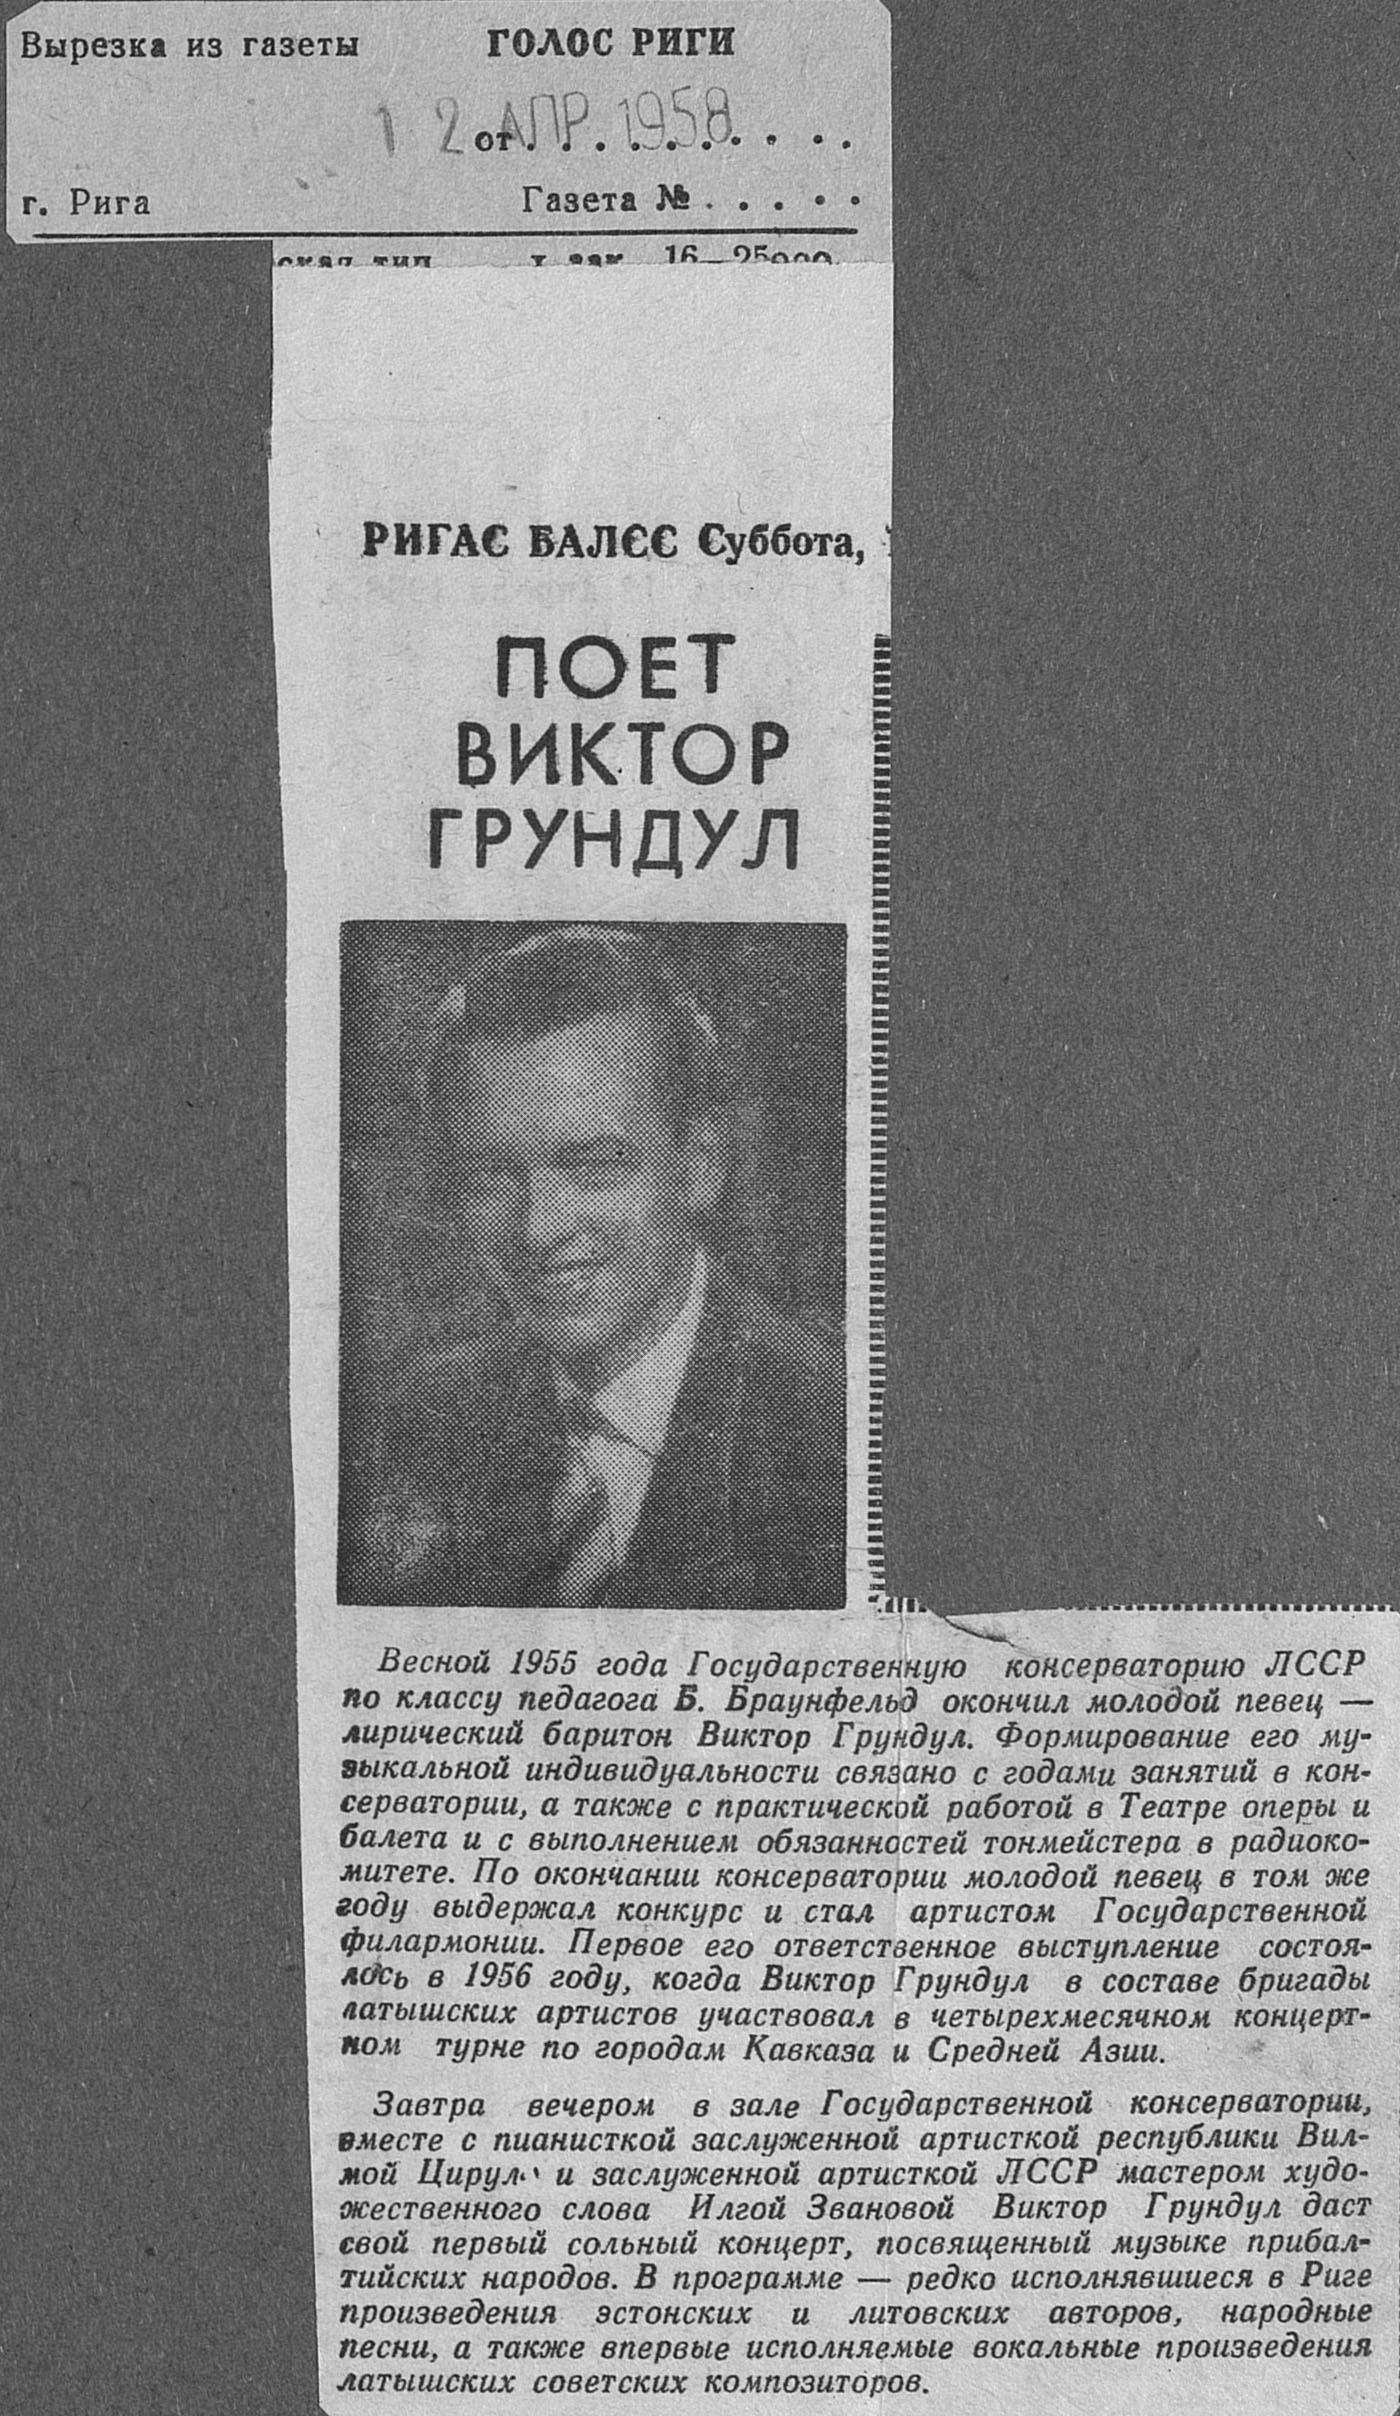 Вырезка из газеты ГОЛОС РИГИ
12 АПР. 1958
от . . . . . . . . . .
г. Рига Газета № . . . . .
ская тип. зак. 16—25000
РИГАС БАЛСС Суббота,
ПОЕТ
ВИКТОР
ГРУНДУЛ
Весной 1955 года Государственную консерваторию ЛССР
по классу педагога Б. Браунфельд окончил молодой певец —
лирический баритон Виктор Грундул. Формирование его му-
зыкальной индивидуальности связано с годами занятий в кон-
серватории, а также с практической работой в Театре оперы и
балета и с выполнением обязанностей тонмейстера в радиоко-
митете. По окончании консерватории молодой певец в том же
году выдержал конкурс и стал артистом Государственной
филармонии. Первое его ответственное выступление состоя-
лось в 1956 году, когда Виктор Грундул в составе бригады
латышских артистов участвовал в четырехмесячном концерт-
ном турне по городам Кавказа и Средней Азии.
Завтра вечером в зале Государственной консерватории,
вместе с пианисткой заслуженной артисткой республики Вил-
мой Цирул и заслуженной артисткой ЛССР мастером худо-
жественного слова Илгой Звановой Виктор Грундул даст
свой первый сольный концерт, посвященный музыке прибал-
тийских народов. В программе — редко исполнявшиеся в Риге
произведения эстонских и литовских авторов, народные
песни, а также впервые исполняемые вокальные произведения
латышских советских композиторов.